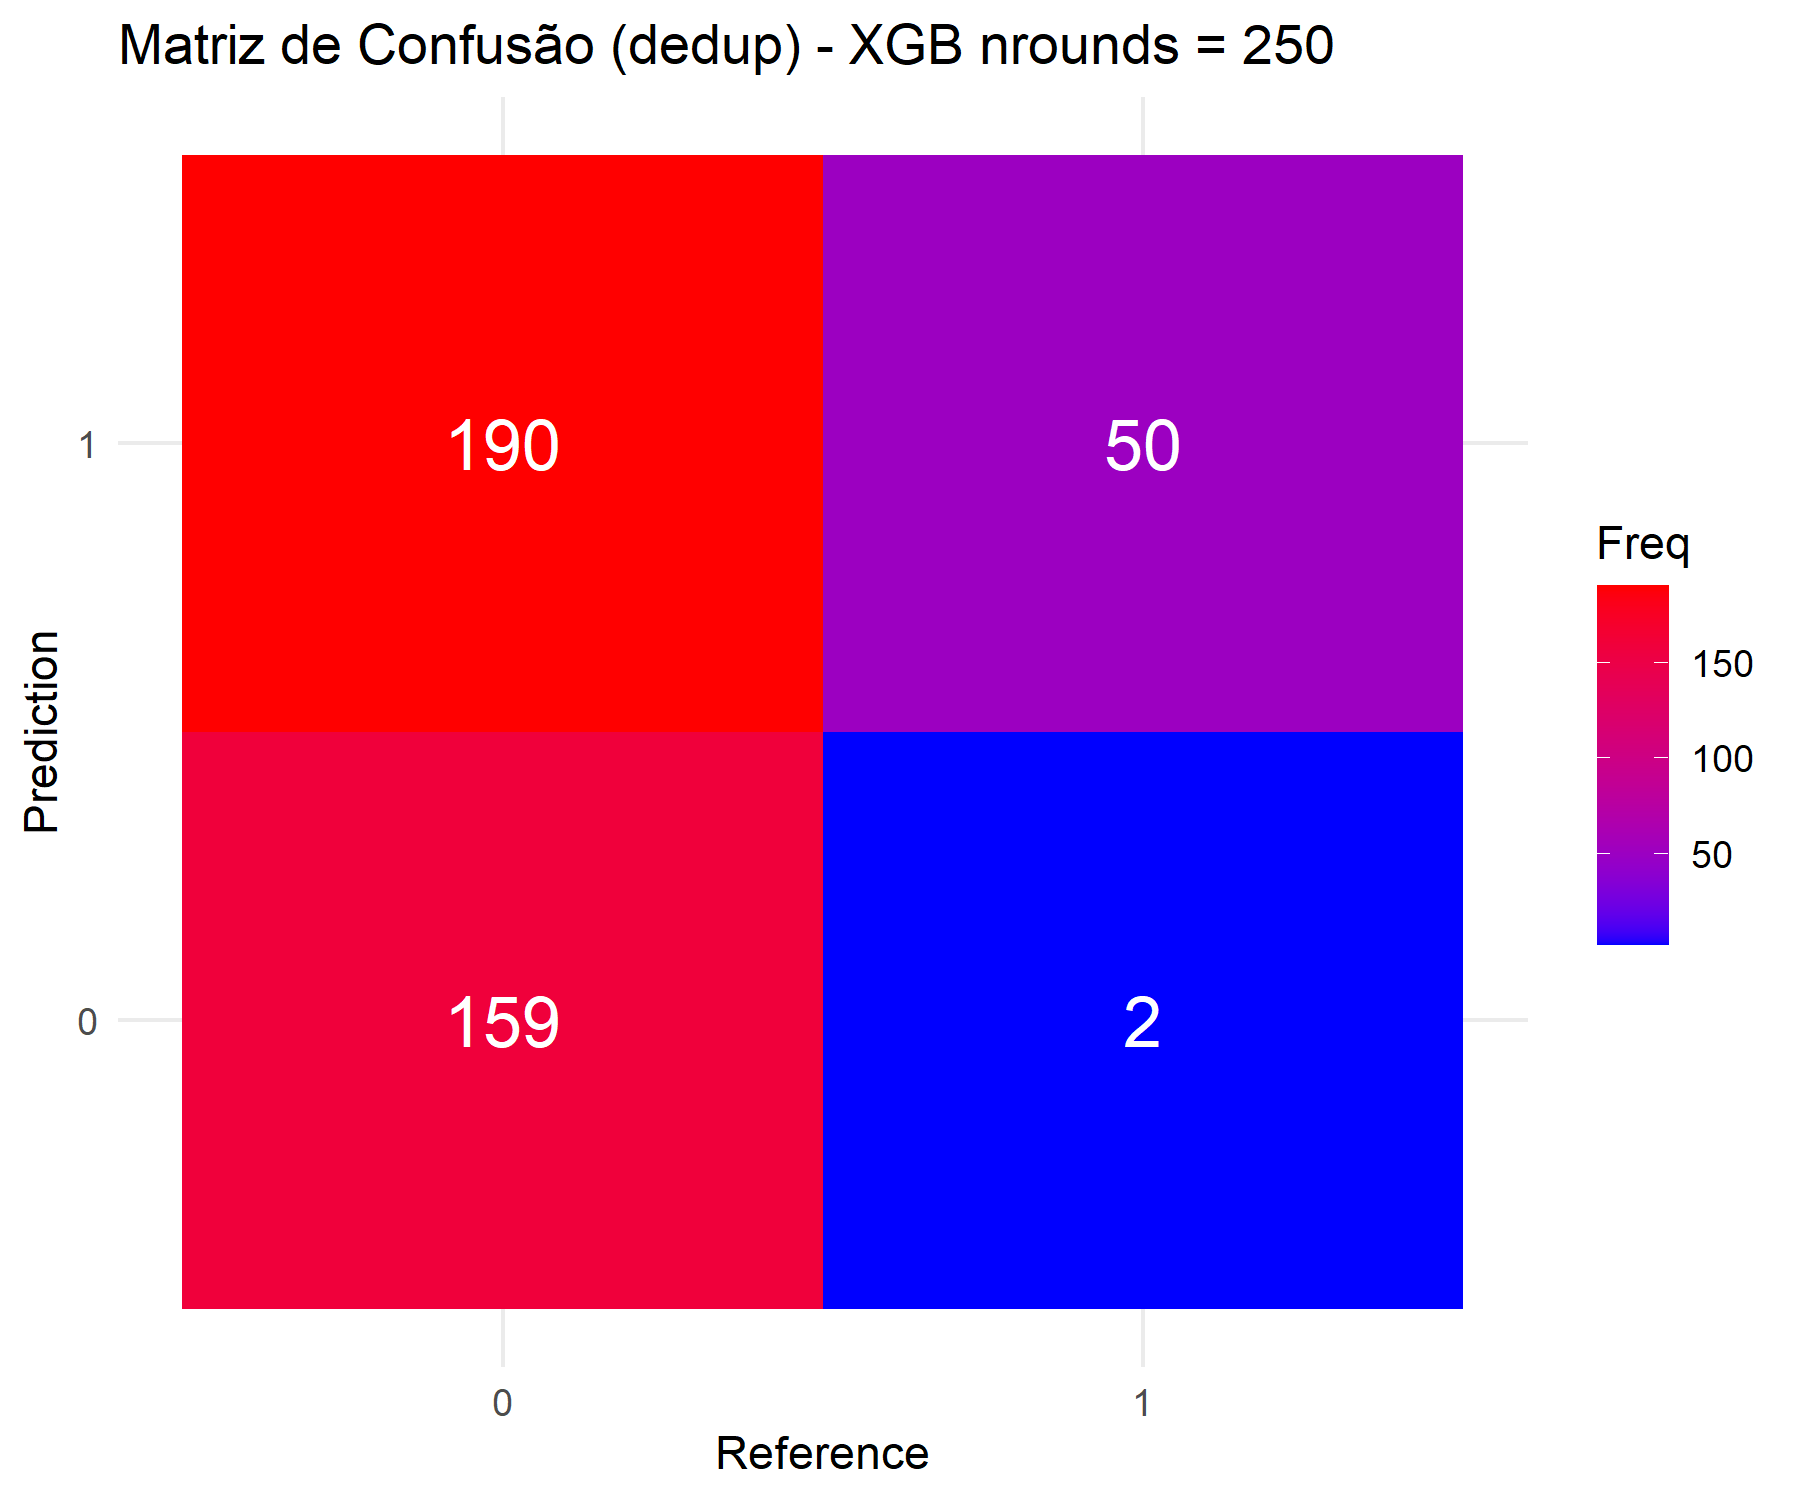 Matriz de Confusão (dedup) - XGB nrounds = 250
Prediction
1
0
190
50
159
2
0
1
Reference
Freq
150
100
50